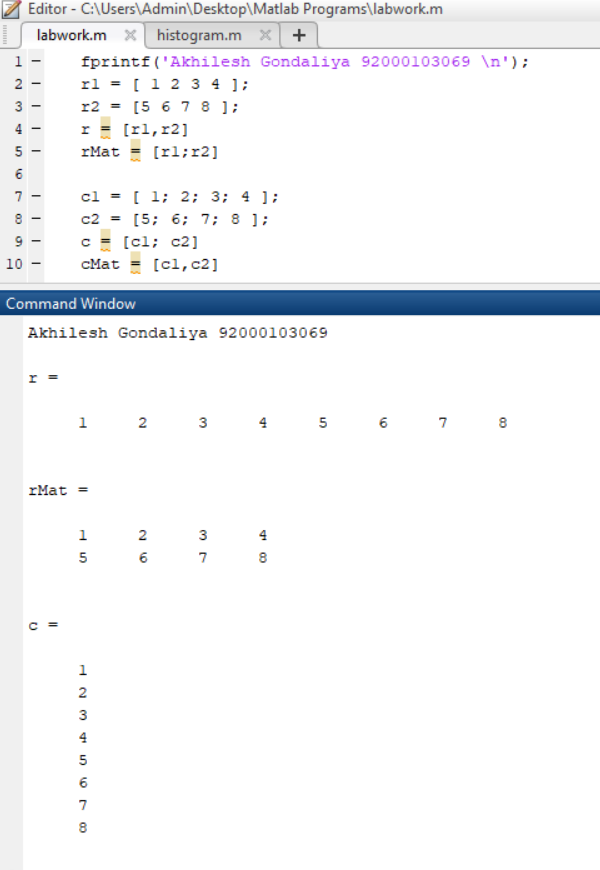 Editor - C:\Users\Admin\Desktop\Matlab Programs\labwork.m
labwork.m × histogram.m × +
1 - fprintf('Akhilesh Gondaliya 92000103069 \n');
2 - r1 = [ 1 2 3 4 ];
3 - r2 = [5 6 7 8 ];
4 - r = [r1,r2]
5 - rMat = [r1;r2]
6
7 - c1 = [ 1; 2; 3; 4 ];
8 - c2 = [5; 6; 7; 8 ];
9 - c = [c1; c2]
10 - cMat = [c1,c2]
Command Window
Akhilesh Gondaliya 92000103069
r =
1 2 3 4 5 6 7 8
rMat =
1 2 3 4
5 6 7 8
c =
1
2
3
4
5
6
7
8